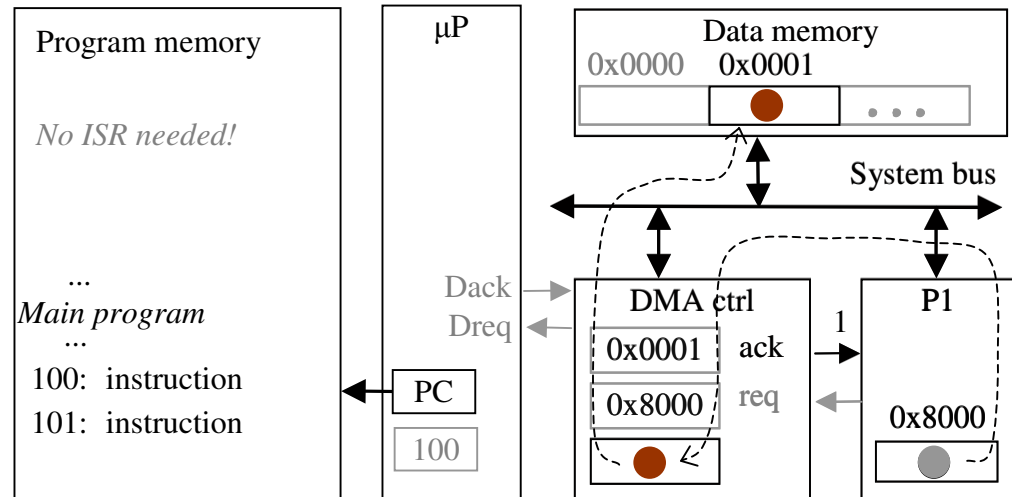 Program memory
No ISR needed!
...
Main program
...
100: instruction
101: instruction
μP
Dack
Dreq
PC
100
Data memory
0x0000 0x0001
System bus
DMA ctrl
0x0001
ack
0x8000
req
1
P1
0x8000